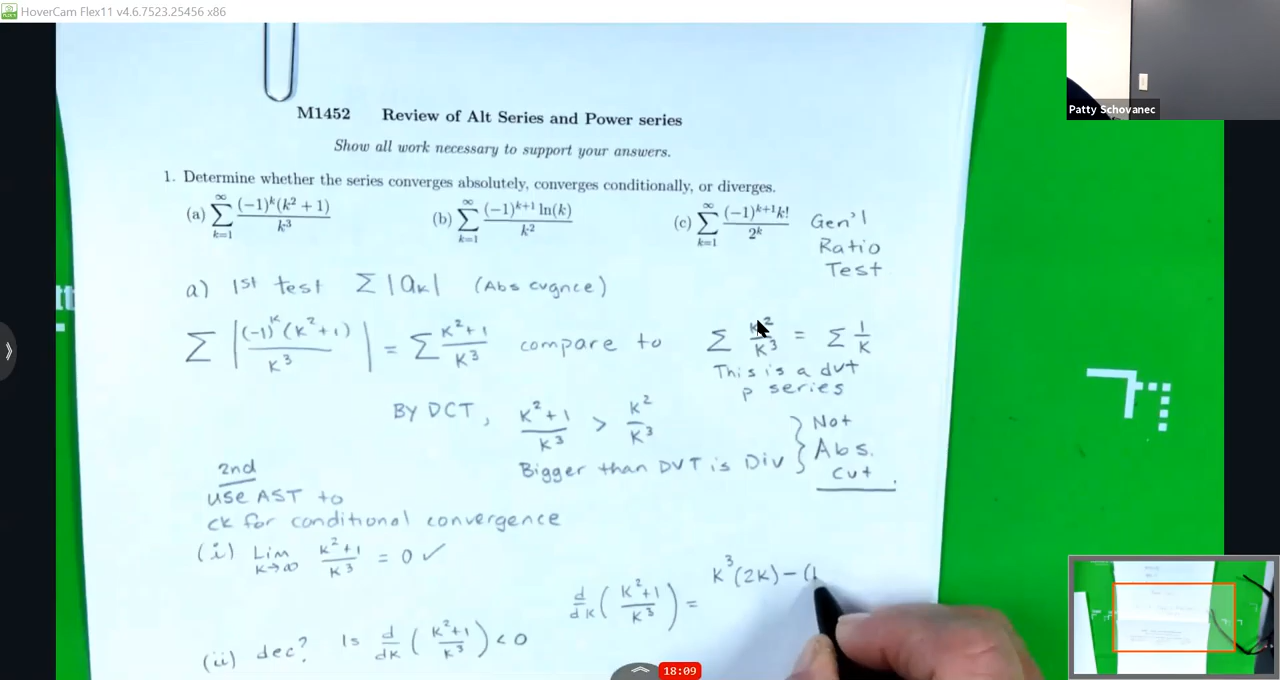 HoverCam Flex11 v4.6.7523.25456 x86
Patty Schovanec
M1452 Review of Alt Series and Power series
Show all work necessary to support your answers.
1. Determine whether the series converges absolutely, converges conditionally, or diverges.
(a) ∑_{k=1}^{∞} (-1)^k(k^2 + 1)/k^3 (b) ∑_{k=1}^{∞} (-1)^{k+1} ln(k)/k^2 (c) ∑_{k=1}^{∞} (-1)^{k+1}k!/2^k
Gen'l
Ratio
Test
a) 1st test Σ |a_k| (Abs cvgnce)
Σ |(-1)^k (k^2+1)/k^3| = Σ (k^2+1)/k^3 compare to Σ k^2/k^3 = Σ 1/k
This is a dvt
p series
BY DCT, (k^2+1)/k^3 > k^2/k^3
Bigger than DVT is Div } Not
Abs.
cvt.
2nd
use AST to
ck for conditional convergence
(i) Lim_{k→∞} (k^2+1)/k^3 = 0 ✓
(ii) dec? Is d/dk ((k^2+1)/k^3) < 0
d/dk ((k^2+1)/k^3) = k^3(2k) - (
18:09